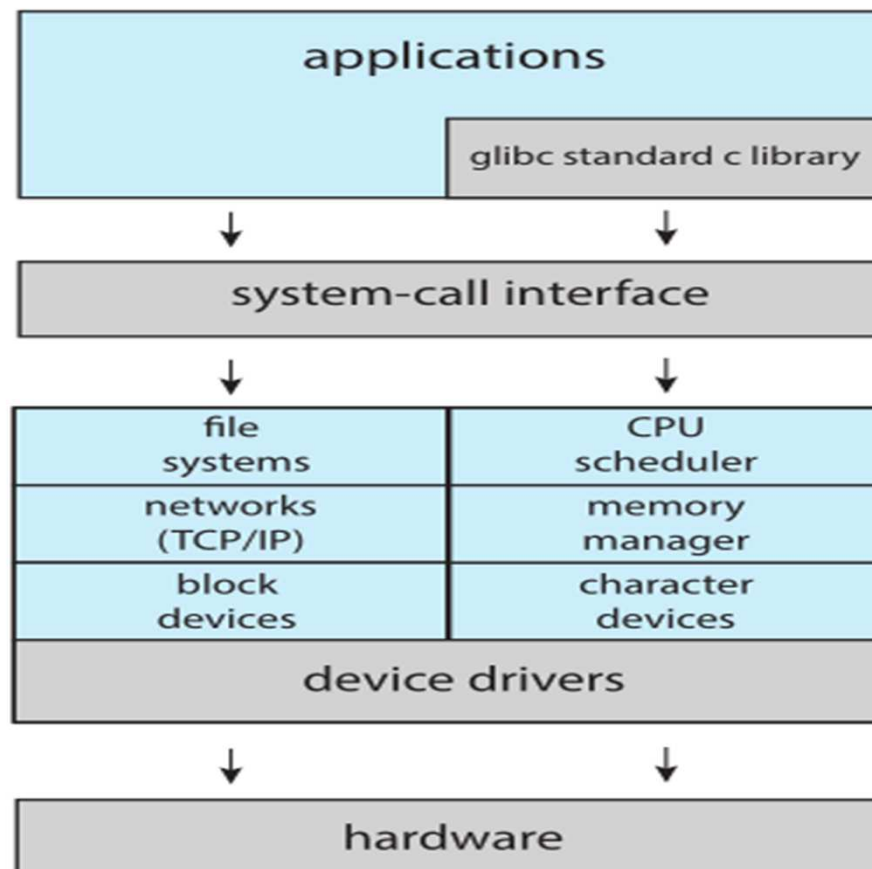 applications
glibc standard c library
system-call interface
file
systems
CPU
scheduler
networks
(TCP/IP)
memory
manager
block
devices
character
devices
device drivers
hardware